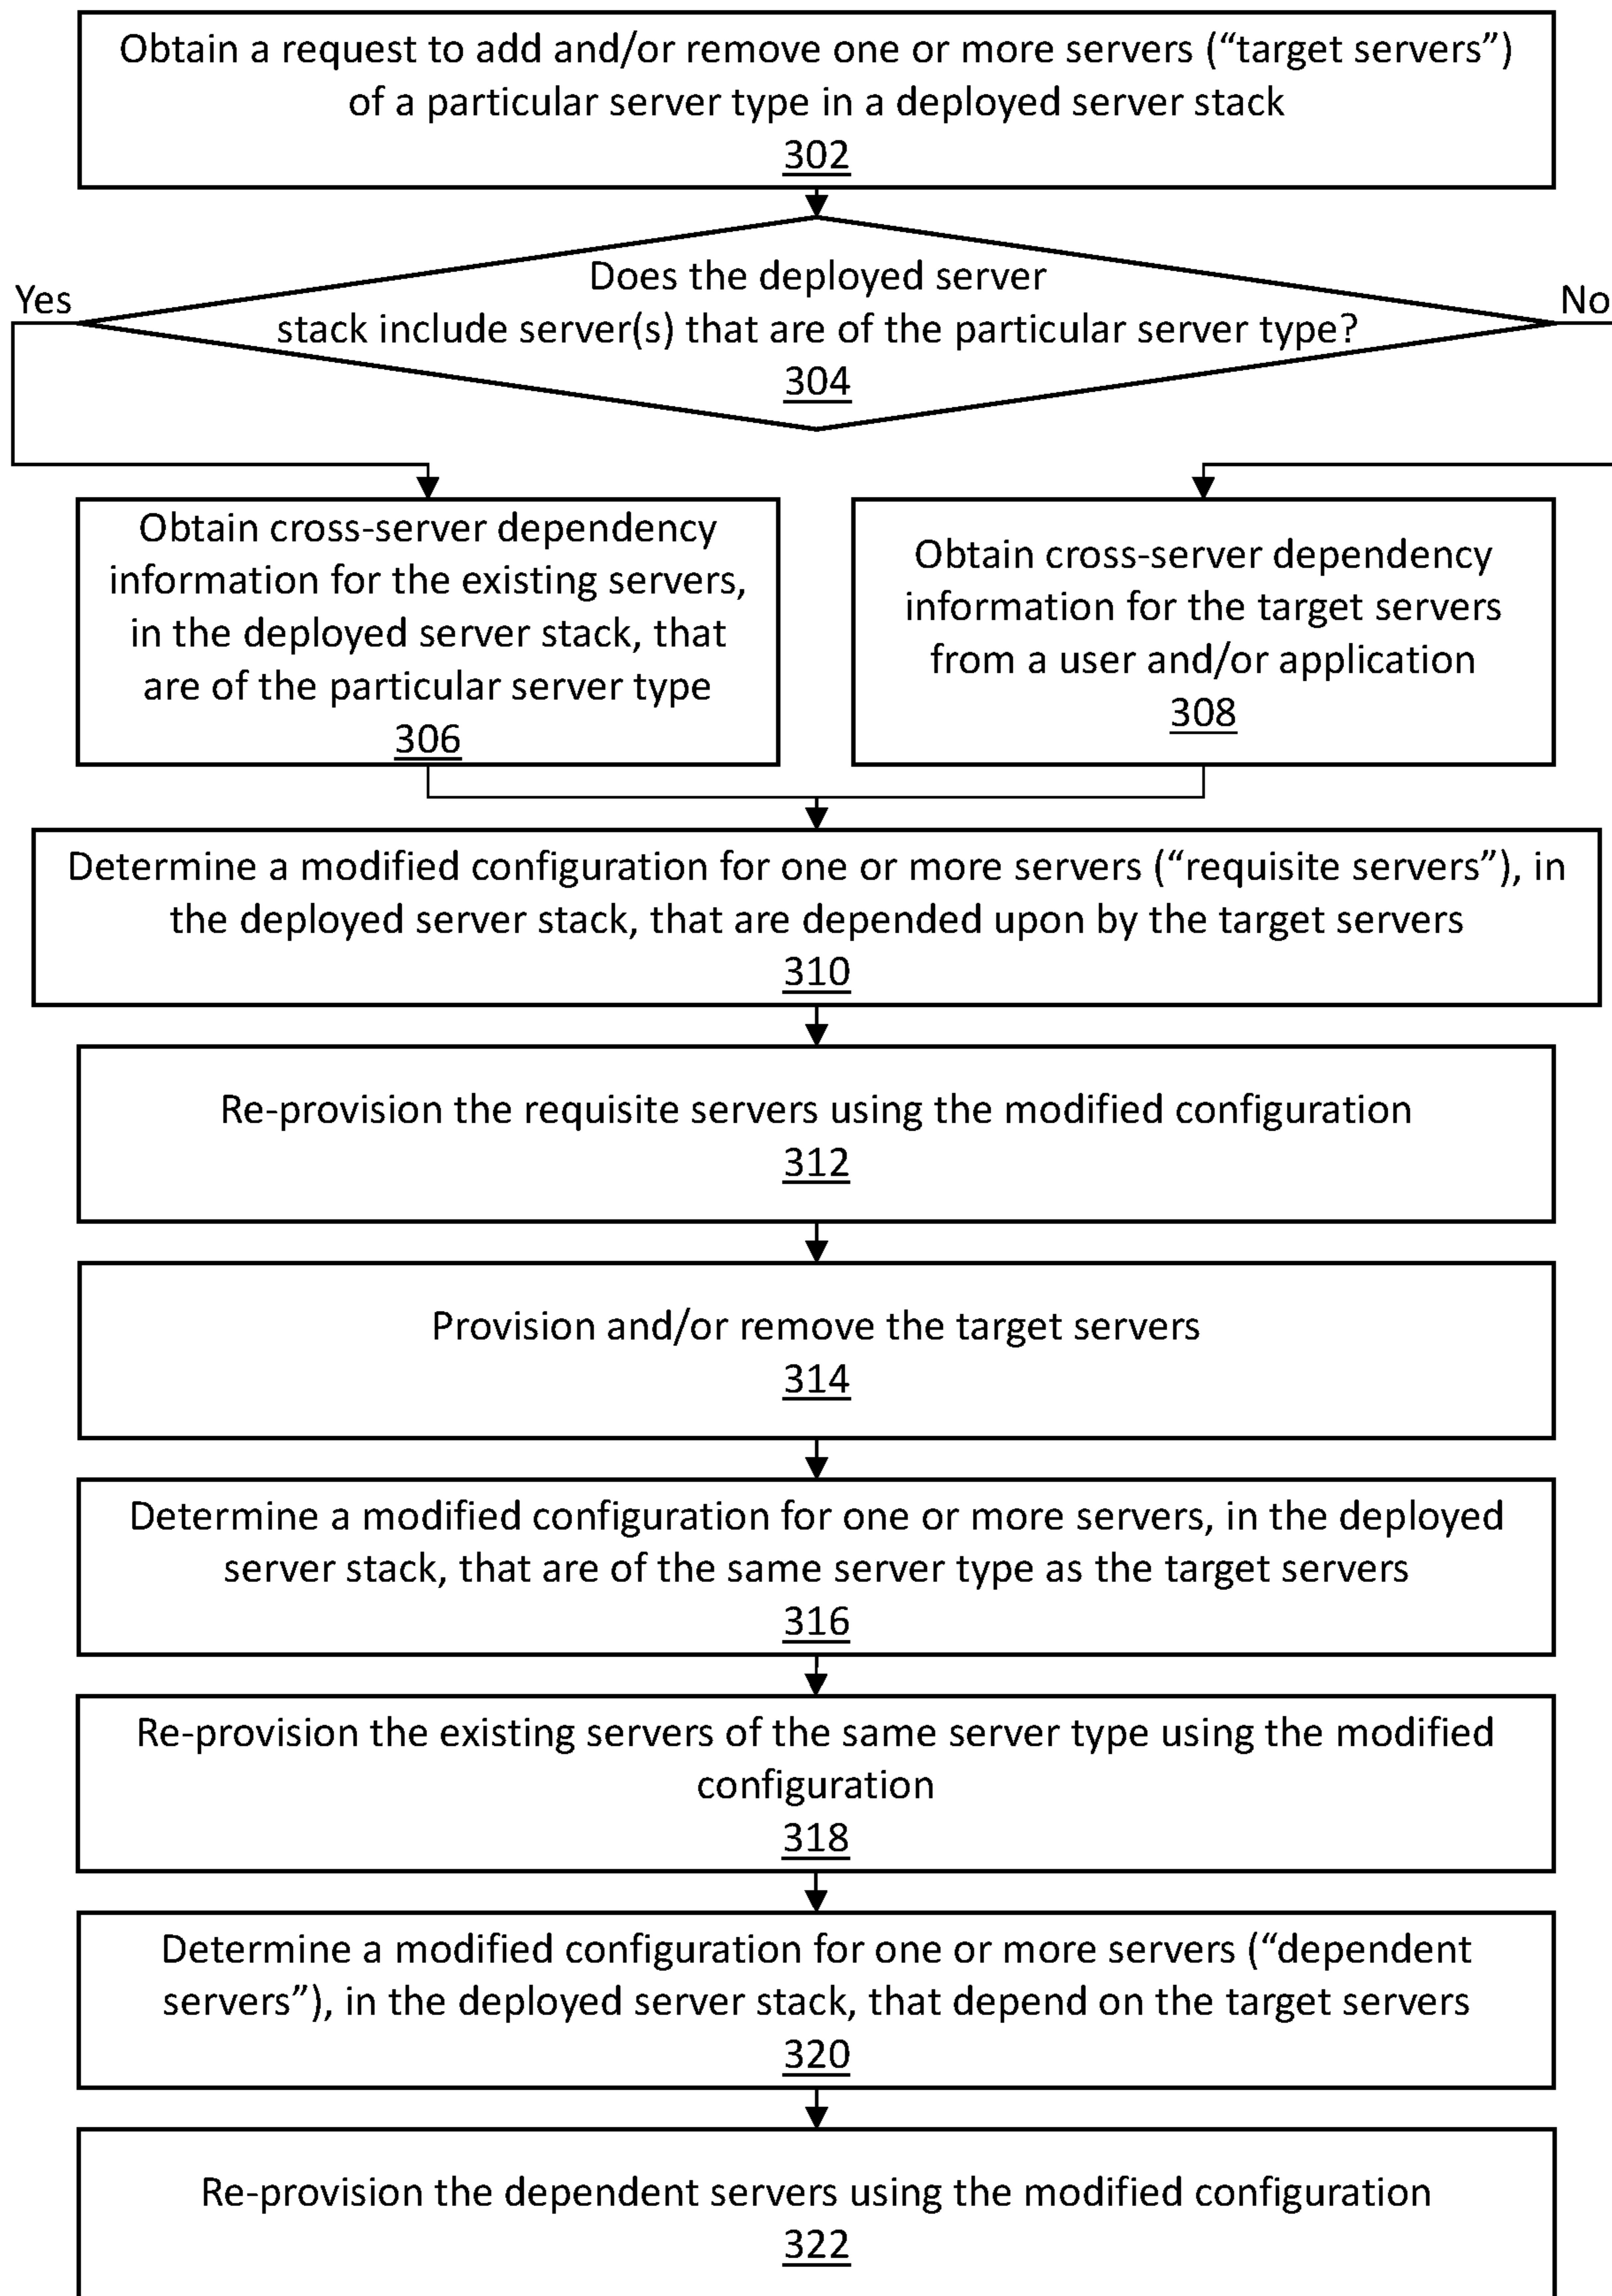 Obtain a request to add and/or remove one or more servers (“target servers”)
of a particular server type in a deployed server stack
302
Does the deployed server
stack include server(s) that are of the particular server type?
304
Yes
No
Obtain cross-server dependency
information for the existing servers,
in the deployed server stack, that
are of the particular server type
306
Obtain cross-server dependency
information for the target servers
from a user and/or application
308
Determine a modified configuration for one or more servers (“requisite servers”), in
the deployed server stack, that are depended upon by the target servers
310
Re-provision the requisite servers using the modified configuration
312
Provision and/or remove the target servers
314
Determine a modified configuration for one or more servers, in the deployed
server stack, that are of the same server type as the target servers
316
Re-provision the existing servers of the same server type using the modified
configuration
318
Determine a modified configuration for one or more servers (“dependent
servers”), in the deployed server stack, that depend on the target servers
320
Re-provision the dependent servers using the modified configuration
322